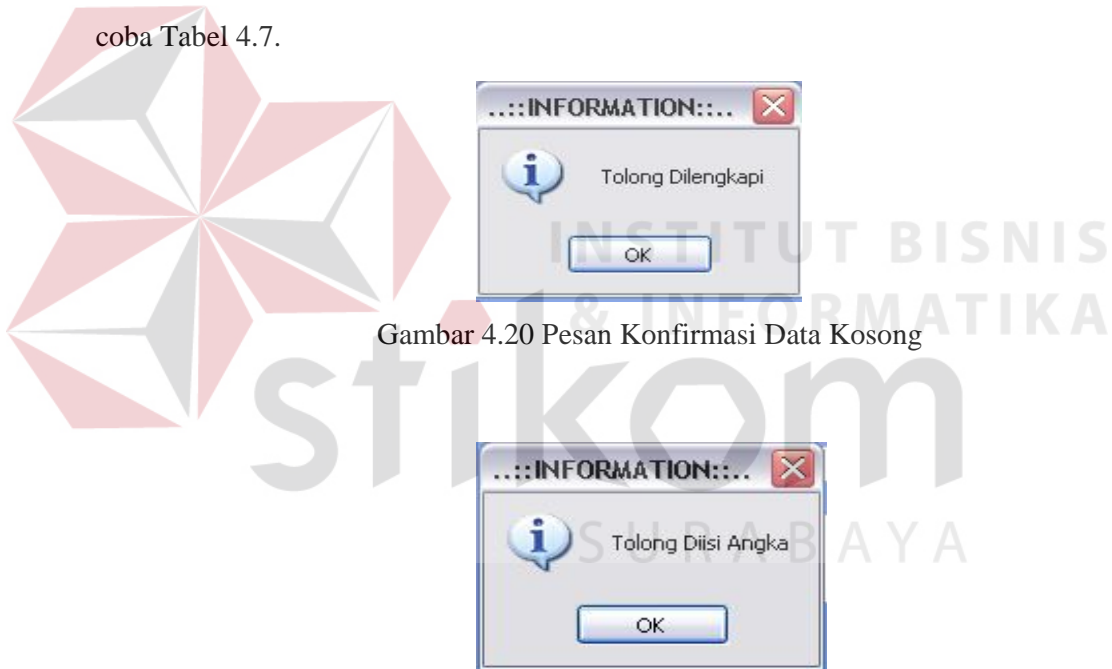 coba Tabel 4.7.
..::INFORMATION::..
Tolong Dilengkapi
OK
INSTITUT BISNIS
& INFORMATIKA
Gambar 4.20 Pesan Konfirmasi Data Kosong
stikom
..::INFORMATION::..
Tolong Diisi Angka
SURABAYA
OK